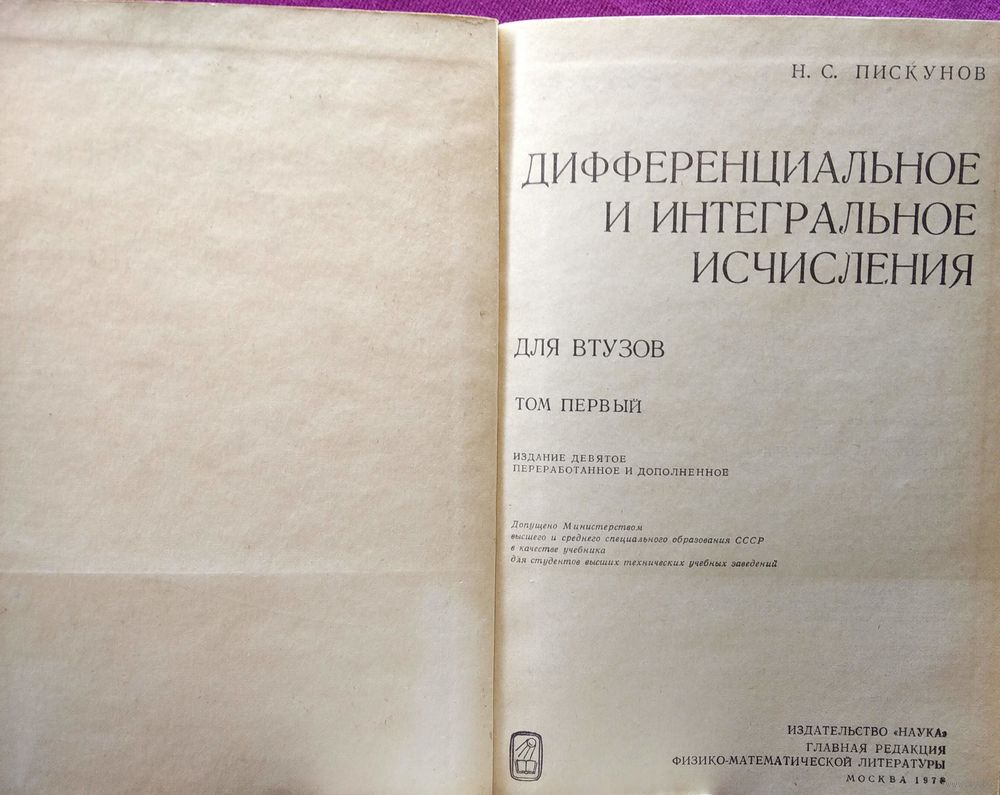 Н. С. ПИСКУНОВ
ДИФФЕРЕНЦИАЛЬНОЕ
И ИНТЕГРАЛЬНОЕ
ИСЧИСЛЕНИЯ
ДЛЯ ВТУЗОВ
ТОМ ПЕРВЫЙ
ИЗДАНИЕ ДЕВЯТОЕ
ПЕРЕРАБОТАННОЕ И ДОПОЛНЕННОЕ
Допущено Министерством
высшего и среднего специального образования СССР
в качестве учебника
для студентов высших технических учебных заведений
ИЗДАТЕЛЬСТВО «НАУКА»
ГЛАВНАЯ РЕДАКЦИЯ
ФИЗИКО-МАТЕМАТИЧЕСКОЙ ЛИТЕРАТУРЫ
МОСКВА 1978